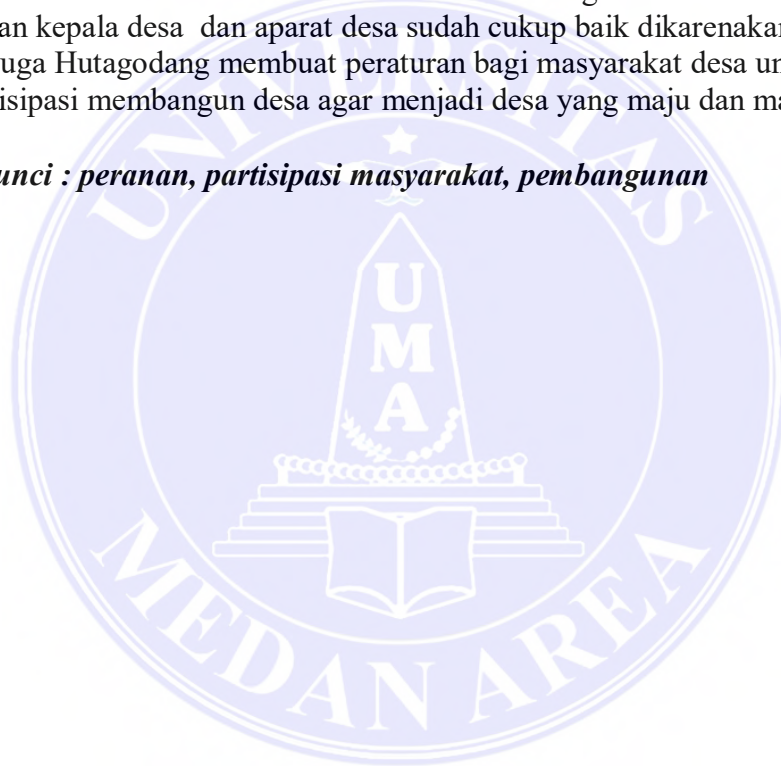 an kepala desa dan aparat desa sudah cukup baik dikarenakan
uga Hutagodang membuat peraturan bagi masyarakat desa un
isipasi membangun desa agar menjadi desa yang maju dan ma
unci : peranan, partisipasi masyarakat, pembangunan
UNIVERSITAS
U
M
A
MEDAN AREA